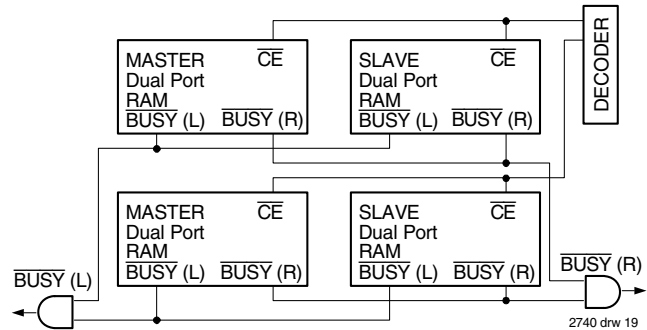 MASTER
Dual Port
RAM
BUSY (L) BUSY (R)
CE
SLAVE
Dual Port
RAM
BUSY (L) BUSY (R)
CE
DECODER
MASTER
Dual Port
RAM
BUSY (L) BUSY (R)
CE
SLAVE
Dual Port
RAM
BUSY (L) BUSY (R)
CE
BUSY (L)
BUSY (R)
2740 drw 19